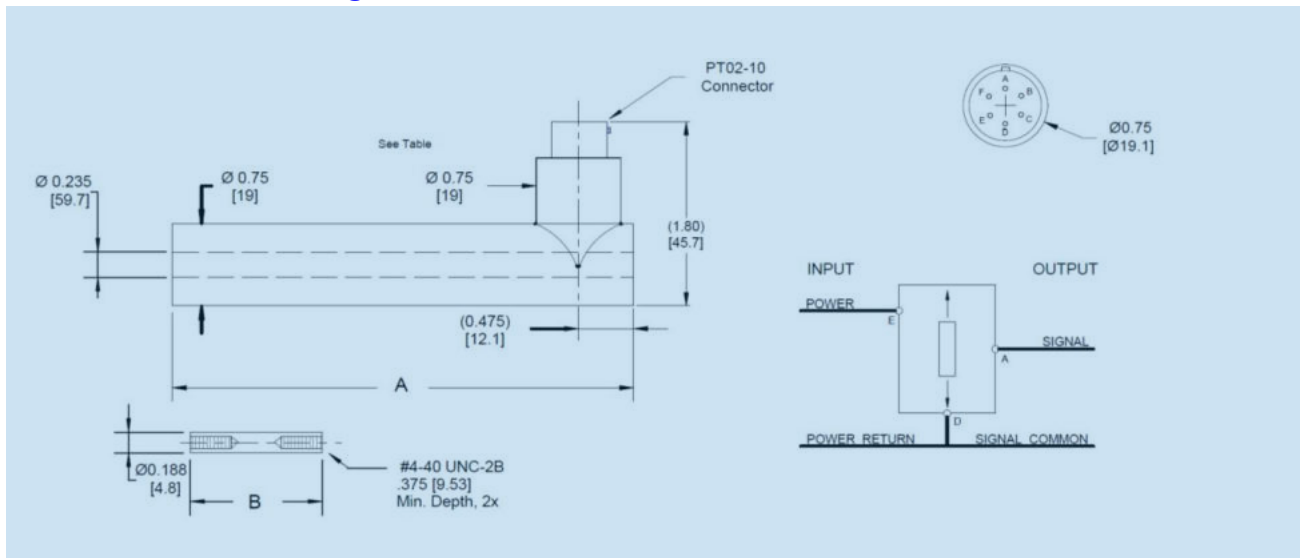 PT02-10
Connector
See Table
Ø 0.235
[59.7]
Ø 0.75
[19]
Ø 0.75
[19]
(1.80)
[45.7]
(0.475)
[12.1]
A
Ø0.188
[4.8]
B
#4-40 UNC-2B
.375 [9.53]
Min. Depth, 2x
A
F
B
E
C
D
Ø0.75
[Ø19.1]
INPUT
OUTPUT
POWER
E
SIGNAL
A
D
POWER RETURN
SIGNAL COMMON